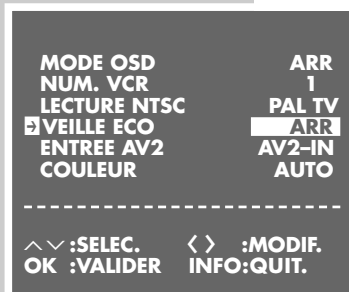 MODE OSD ARR
NUM. VCR 1
LECTURE NTSC PAL TV
VEILLE ECO ARR
ENTREE AV2 AV2–IN
COULEUR AUTO
:SELEC. :MODIF.
OK :VALIDER INFO:QUIT.